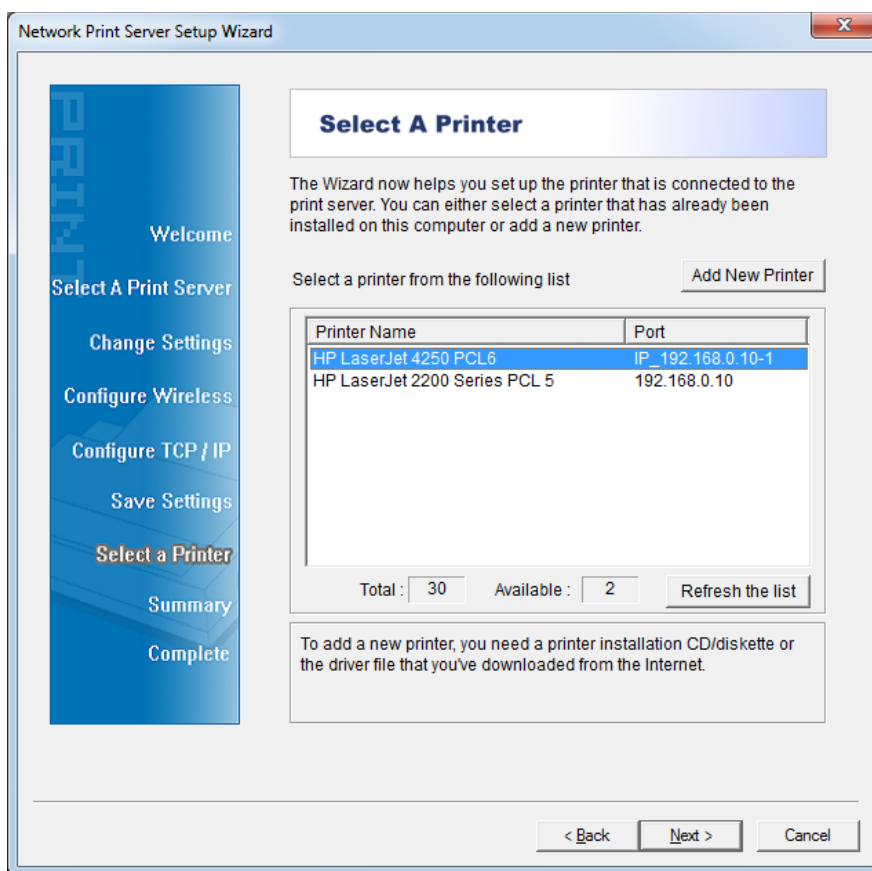 Network Print Server Setup Wizard
PRINT
Welcome
Select A Print Server
Change Settings
Configure Wireless
Configure TCP / IP
Save Settings
Select a Printer
Summary
Complete
Select A Printer
The Wizard now helps you set up the printer that is connected to the
print server. You can either select a printer that has already been
installed on this computer or add a new printer.
Select a printer from the following list
Add New Printer
Printer Name Port
HP LaserJet 4250 PCL6 IP_192.168.0.10-1
HP LaserJet 2200 Series PCL 5 192.168.0.10
Total : 30 Available : 2 Refresh the list
To add a new printer, you need a printer installation CD/diskette or
the driver file that you've downloaded from the Internet.
< Back Next > Cancel